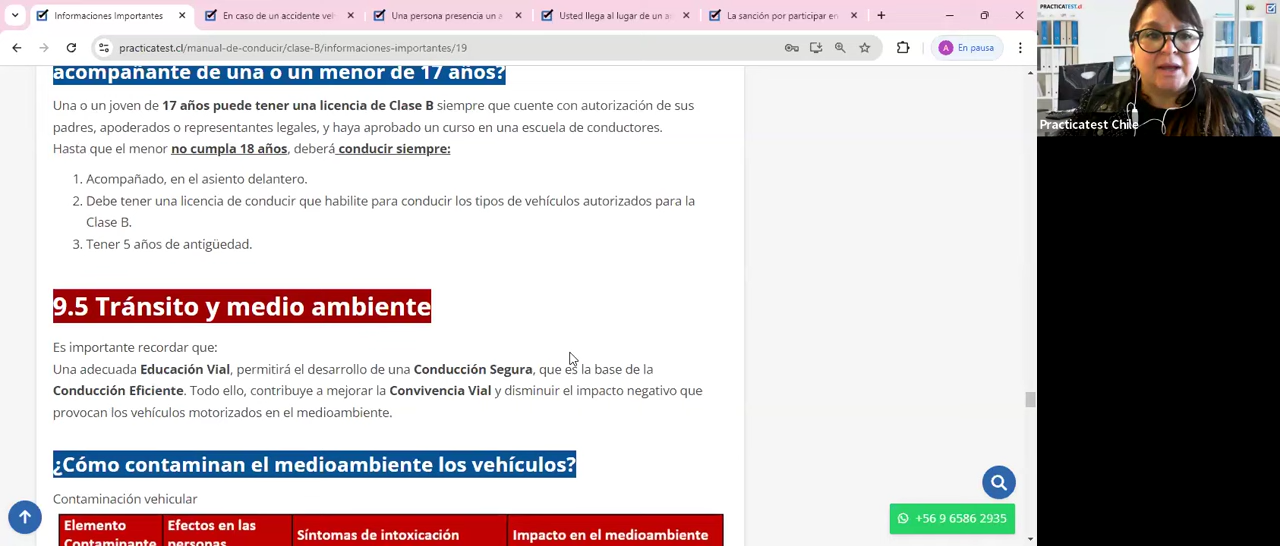 Informaciones Importantes
En caso de un accidente veh
Una persona presencia un a
Usted llega al lugar de un a
La sanción por participar en
practicatest.cl/manual-de-conducir/clase-B/informaciones-importantes/19
A En pausa
PRACTICATEST.cl
Practicatest Chile
acompañante de una o un menor de 17 años?
Una o un joven de 17 años puede tener una licencia de Clase B siempre que cuente con autorización de sus
padres, apoderados o representantes legales, y haya aprobado un curso en una escuela de conductores.
Hasta que el menor no cumpla 18 años, deberá conducir siempre:
1. Acompañado, en el asiento delantero.
2. Debe tener una licencia de conducir que habilite para conducir los tipos de vehículos autorizados para la
Clase B.
3. Tener 5 años de antigüedad.
9.5 Tránsito y medio ambiente
Es importante recordar que:
Una adecuada Educación Vial, permitirá el desarrollo de una Conducción Segura, que es la base de la
Conducción Eficiente. Todo ello, contribuye a mejorar la Convivencia Vial y disminuir el impacto negativo que
provocan los vehículos motorizados en el medioambiente.
¿Cómo contaminan el medioambiente los vehículos?
Contaminación vehicular
Elemento
Contaminante
Efectos en las
personas
Síntomas de intoxicación
Impacto en el medioambiente
+56 9 6586 2935